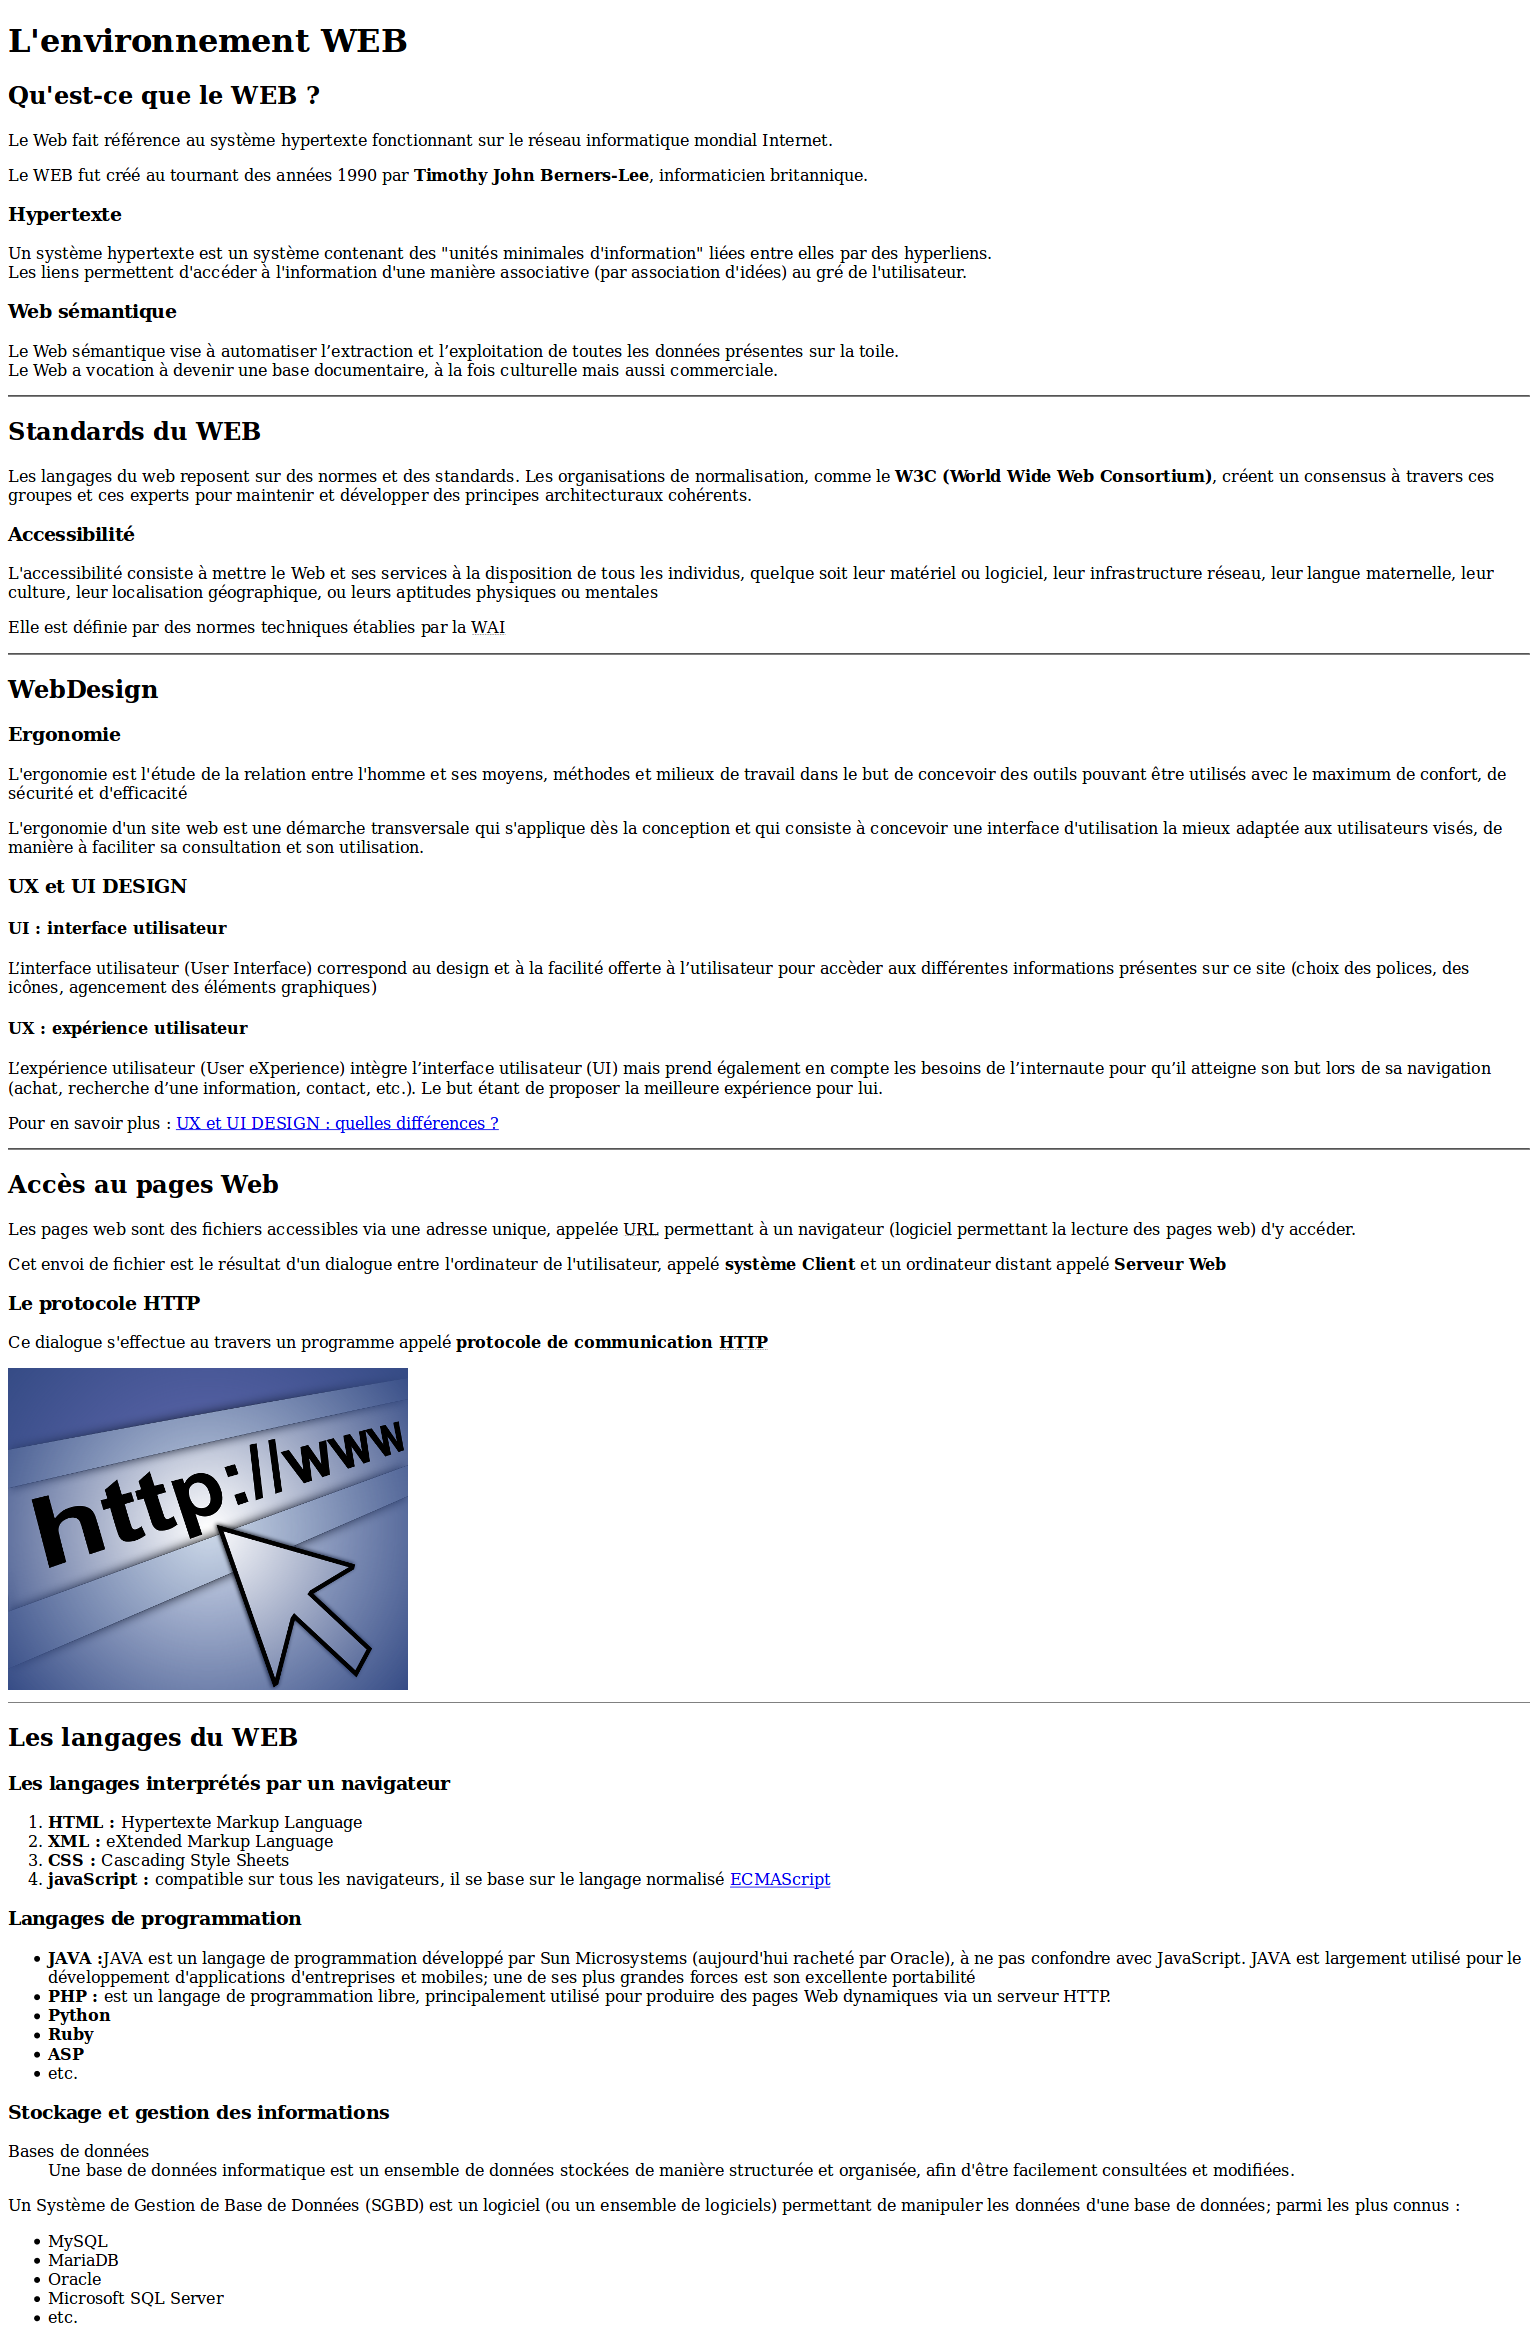 L'environnement WEB
Qu'est-ce que le WEB ?
Le Web fait référence au système hypertexte fonctionnant sur le réseau informatique mondial Internet.
Le WEB fut créé au tournant des années 1990 par Timothy John Berners-Lee, informaticien britannique.
Hypertexte
Un système hypertexte est un système contenant des "unités minimales d'information" liées entre elles par des hyperliens.
Les liens permettent d'accéder à l'information d'une manière associative (par association d'idées) au gré de l'utilisateur.
Web sémantique
Le Web sémantique vise à automatiser l’extraction et l’exploitation de toutes les données présentes sur la toile.
Le Web a vocation à devenir une base documentaire, à la fois culturelle mais aussi commerciale.
Standards du WEB
Les langages du web reposent sur des normes et des standards. Les organisations de normalisation, comme le W3C (World Wide Web Consortium), créent un consensus à travers ces
groupes et ces experts pour maintenir et développer des principes architecturaux cohérents.
Accessibilité
L'accessibilité consiste à mettre le Web et ses services à la disposition de tous les individus, quelque soit leur matériel ou logiciel, leur infrastructure réseau, leur langue maternelle, leur
culture, leur localisation géographique, ou leurs aptitudes physiques ou mentales
Elle est définie par des normes techniques établies par la WAI
WebDesign
Ergonomie
L'ergonomie est l'étude de la relation entre l'homme et ses moyens, méthodes et milieux de travail dans le but de concevoir des outils pouvant être utilisés avec le maximum de confort, de
sécurité et d'efficacité
L'ergonomie d'un site web est une démarche transversale qui s'applique dès la conception et qui consiste à concevoir une interface d'utilisation la mieux adaptée aux utilisateurs visés, de
manière à faciliter sa consultation et son utilisation.
UX et UI DESIGN
UI : interface utilisateur
L’interface utilisateur (User Interface) correspond au design et à la facilité offerte à l’utilisateur pour accèder aux différentes informations présentes sur ce site (choix des polices, des
icônes, agencement des éléments graphiques)
UX : expérience utilisateur
L’expérience utilisateur (User eXperience) intègre l’interface utilisateur (UI) mais prend également en compte les besoins de l’internaute pour qu’il atteigne son but lors de sa navigation
(achat, recherche d’une information, contact, etc.). Le but étant de proposer la meilleure expérience pour lui.
Pour en savoir plus : UX et UI DESIGN : quelles différences ?
Accès au pages Web
Les pages web sont des fichiers accessibles via une adresse unique, appelée URL permettant à un navigateur (logiciel permettant la lecture des pages web) d'y accéder.
Cet envoi de fichier est le résultat d'un dialogue entre l'ordinateur de l'utilisateur, appelé système Client et un ordinateur distant appelé Serveur Web
Le protocole HTTP
Ce dialogue s'effectue au travers un programme appelé protocole de communication HTTP
http://www
Les langages du WEB
Les langages interprétés par un navigateur
1. HTML : Hypertexte Markup Language
2. XML : eXtended Markup Language
3. CSS : Cascading Style Sheets
4. javaScript : compatible sur tous les navigateurs, il se base sur le langage normalisé ECMAScript
Langages de programmation
• JAVA :JAVA est un langage de programmation développé par Sun Microsystems (aujourd'hui racheté par Oracle), à ne pas confondre avec JavaScript. JAVA est largement utilisé pour le
développement d'applications d'entreprises et mobiles; une de ses plus grandes forces est son excellente portabilité
• PHP : est un langage de programmation libre, principalement utilisé pour produire des pages Web dynamiques via un serveur HTTP.
• Python
• Ruby
• ASP
• etc.
Stockage et gestion des informations
Bases de données
Une base de données informatique est un ensemble de données stockées de manière structurée et organisée, afin d'être facilement consultées et modifiées.
Un Système de Gestion de Base de Données (SGBD) est un logiciel (ou un ensemble de logiciels) permettant de manipuler les données d'une base de données; parmi les plus connus :
• MySQL
• MariaDB
• Oracle
• Microsoft SQL Server
• etc.